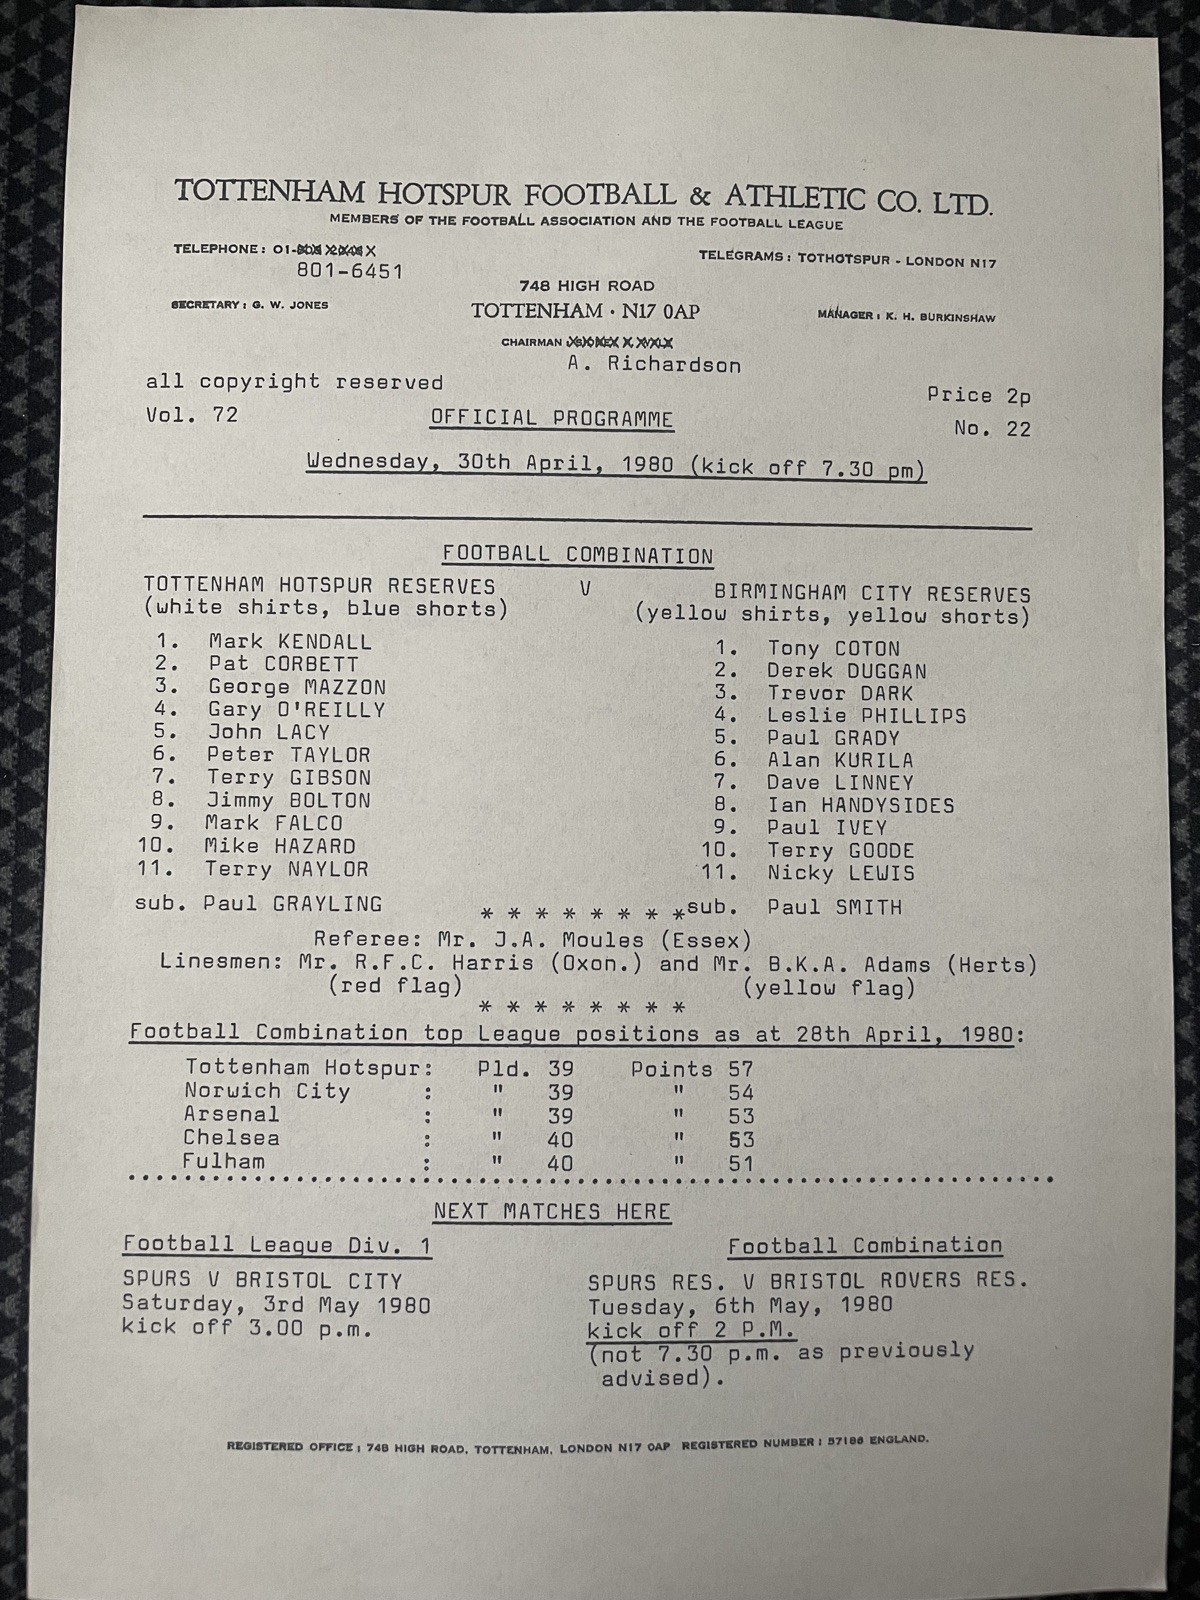 TOTTENHAM HOTSPUR FOOTBALL & ATHLETIC CO. LTD.
MEMBERS OF THE FOOTBALL ASSOCIATION AND THE FOOTBALL LEAGUE
TELEPHONE: 01-
801-6451
TELEGRAMS: TOTHOTSPUR - LONDON N17
748 HIGH ROAD
SECRETARY: G. W. JONES
TOTTENHAM · N17 0AP
MANAGER: K. H. BURKINSHAW
CHAIRMAN:
A. Richardson
all copyright reserved
Price 2p
Vol. 72
OFFICIAL PROGRAMME
No. 22
Wednesday, 30th April, 1980 (kick off 7.30 pm)
FOOTBALL COMBINATION
TOTTENHAM HOTSPUR RESERVES V BIRMINGHAM CITY RESERVES
(white shirts, blue shorts) (yellow shirts, yellow shorts)
1. Mark KENDALL 1. Tony COTON
2. Pat CORBETT 2. Derek DUGGAN
3. George MAZZON 3. Trevor DARK
4. Gary O'REILLY 4. Leslie PHILLIPS
5. John LACY 5. Paul GRADY
6. Peter TAYLOR 6. Alan KURILA
7. Terry GIBSON 7. Dave LINNEY
8. Jimmy BOLTON 8. Ian HANDYSIDES
9. Mark FALCO 9. Paul IVEY
10. Mike HAZARD 10. Terry GOODE
11. Terry NAYLOR 11. Nicky LEWIS
sub. Paul GRAYLING * * * * * * * * sub. Paul SMITH
Referee: Mr. J.A. Moules (Essex)
Linesmen: Mr. R.F.C. Harris (Oxon.) and Mr. B.K.A. Adams (Herts)
(red flag) (yellow flag)
* * * * * * * *
Football Combination top League positions as at 28th April, 1980:
Tottenham Hotspur: Pld. 39 Points 57
Norwich City : " 39 " 54
Arsenal : " 39 " 53
Chelsea : " 40 " 53
Fulham : " 40 " 51
NEXT MATCHES HERE
Football League Div. 1 Football Combination
SPURS V BRISTOL CITY SPURS RES. V BRISTOL ROVERS RES.
Saturday, 3rd May 1980 Tuesday, 6th May, 1980
kick off 3.00 p.m. kick off 2 P.M.
(not 7.30 p.m. as previously
advised).
REGISTERED OFFICE: 748 HIGH ROAD, TOTTENHAM, LONDON N17 0AP REGISTERED NUMBER: 57186 ENGLAND.